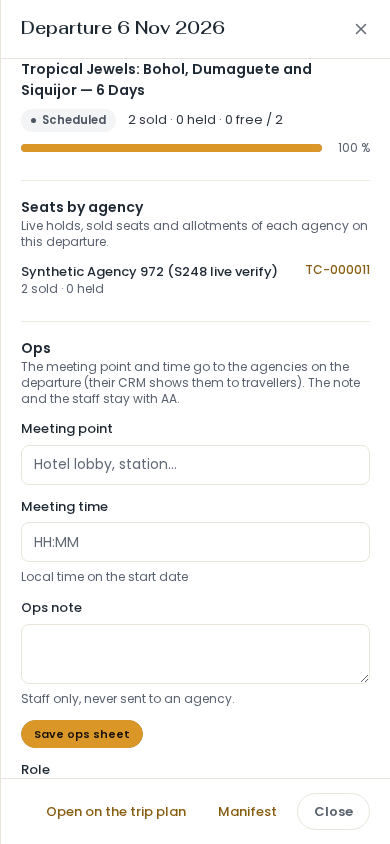 Departure 6 Nov 2026
Tropical Jewels: Bohol, Dumaguete and
Siquijor — 6 Days
Scheduled
2 sold · 0 held · 0 free / 2
100 %
Seats by agency
Live holds, sold seats and allotments of each agency on
this departure.
Synthetic Agency 972 (S248 live verify)
TC-000011
2 sold · 0 held
Ops
The meeting point and time go to the agencies on the
departure (their CRM shows them to travellers). The note
and the staff stay with AA.
Meeting point
Hotel lobby, station...
Meeting time
HH:MM
Local time on the start date
Ops note
Staff only, never sent to an agency.
Save ops sheet
Role
Open on the trip plan
Manifest
Close